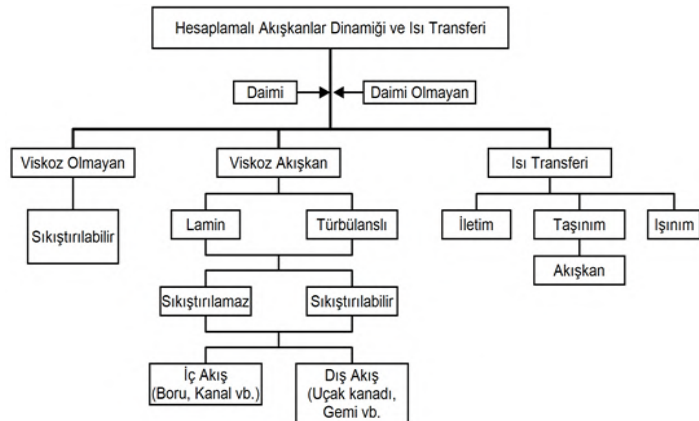 Hesaplamalı Akışkanlar Dinamiği ve Isı Transferi
Daimi
Daimi Olmayan
Viskoz Olmayan
Viskoz Akışkan
Isı Transferi
Sıkıştırılabilir
Lamin
Türbülanslı
İletim
Taşınım
Işınım
Akışkan
Sıkıştırılamaz
Sıkıştırılabilir
İç Akış
(Boru, Kanal vb.)
Dış Akış
(Uçak kanadı,
Gemi vb.